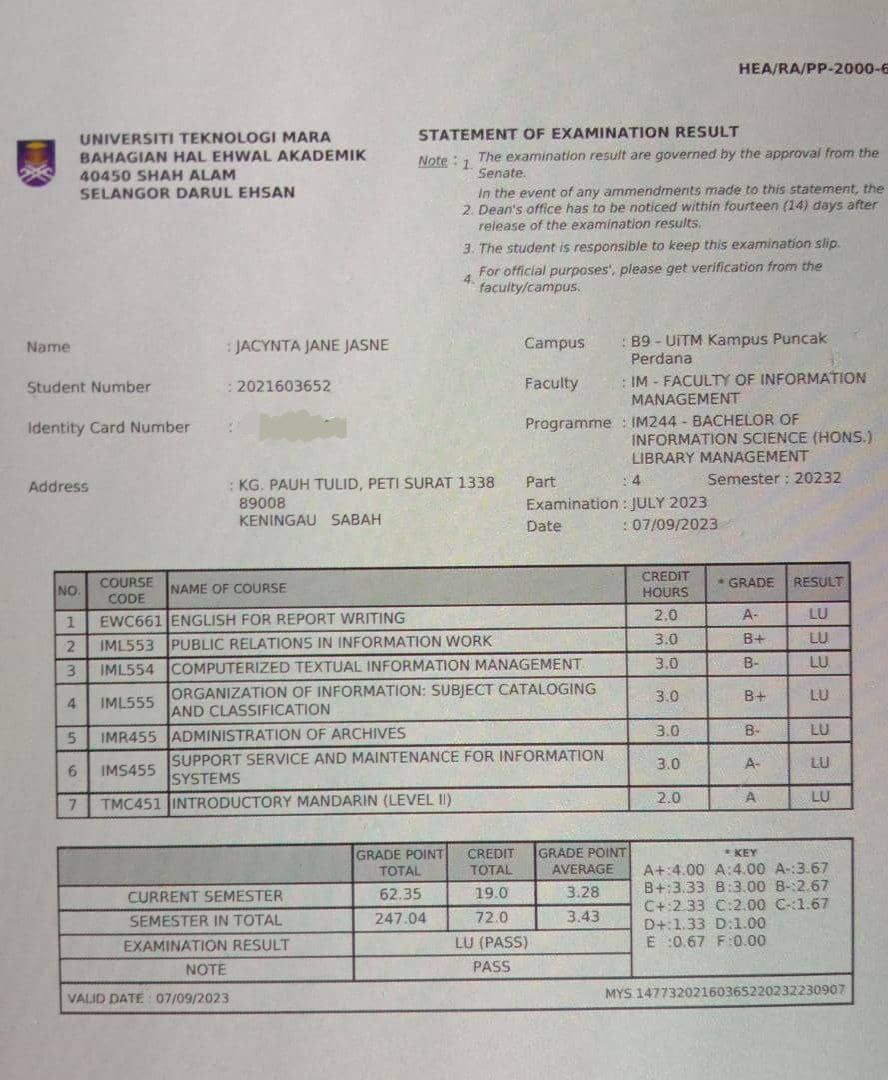 HEA/RA/PP-2000-6
UNIVERSITI TEKNOLOGI MARA
BAHAGIAN HAL EHWAL AKADEMIK
40450 SHAH ALAM
SELANGOR DARUL EHSAN
STATEMENT OF EXAMINATION RESULT
Note : 1. The examination result are governed by the approval from the
Senate.
In the event of any ammendments made to this statement, the
2. Dean's office has to be noticed within fourteen (14) days after
release of the examination results.
3. The student is responsible to keep this examination slip.
4. For official purposes', please get verification from the
faculty/campus.
Name : JACYNTA JANE JASNE
Student Number : 2021603652
Identity Card Number :
Address : KG. PAUH TULID, PETI SURAT 1338
89008
KENINGAU SABAH
Campus : B9 - UiTM Kampus Puncak
Perdana
Faculty : IM - FACULTY OF INFORMATION
MANAGEMENT
Programme : IM244 - BACHELOR OF
INFORMATION SCIENCE (HONS.)
LIBRARY MANAGEMENT
Part : 4 Semester : 20232
Examination : JULY 2023
Date : 07/09/2023
NO. COURSE CODE NAME OF COURSE CREDIT HOURS * GRADE RESULT
1 EWC661 ENGLISH FOR REPORT WRITING 2.0 A- LU
2 IML553 PUBLIC RELATIONS IN INFORMATION WORK 3.0 B+ LU
3 IML554 COMPUTERIZED TEXTUAL INFORMATION MANAGEMENT 3.0 B- LU
4 IML555 ORGANIZATION OF INFORMATION: SUBJECT CATALOGING AND CLASSIFICATION 3.0 B+ LU
5 IMR455 ADMINISTRATION OF ARCHIVES 3.0 B- LU
6 IMS455 SUPPORT SERVICE AND MAINTENANCE FOR INFORMATION SYSTEMS 3.0 A- LU
7 TMC451 INTRODUCTORY MANDARIN (LEVEL II) 2.0 A LU
GRADE POINT TOTAL CREDIT TOTAL GRADE POINT AVERAGE
CURRENT SEMESTER 62.35 19.0 3.28
SEMESTER IN TOTAL 247.04 72.0 3.43
EXAMINATION RESULT LU (PASS)
NOTE PASS
* KEY
A+:4.00 A:4.00 A-:3.67
B+:3.33 B:3.00 B-:2.67
C+:2.33 C:2.00 C-:1.67
D+:1.33 D:1.00
E :0.67 F:0.00
VALID DATE : 07/09/2023 MYS 14773202160365220232230907